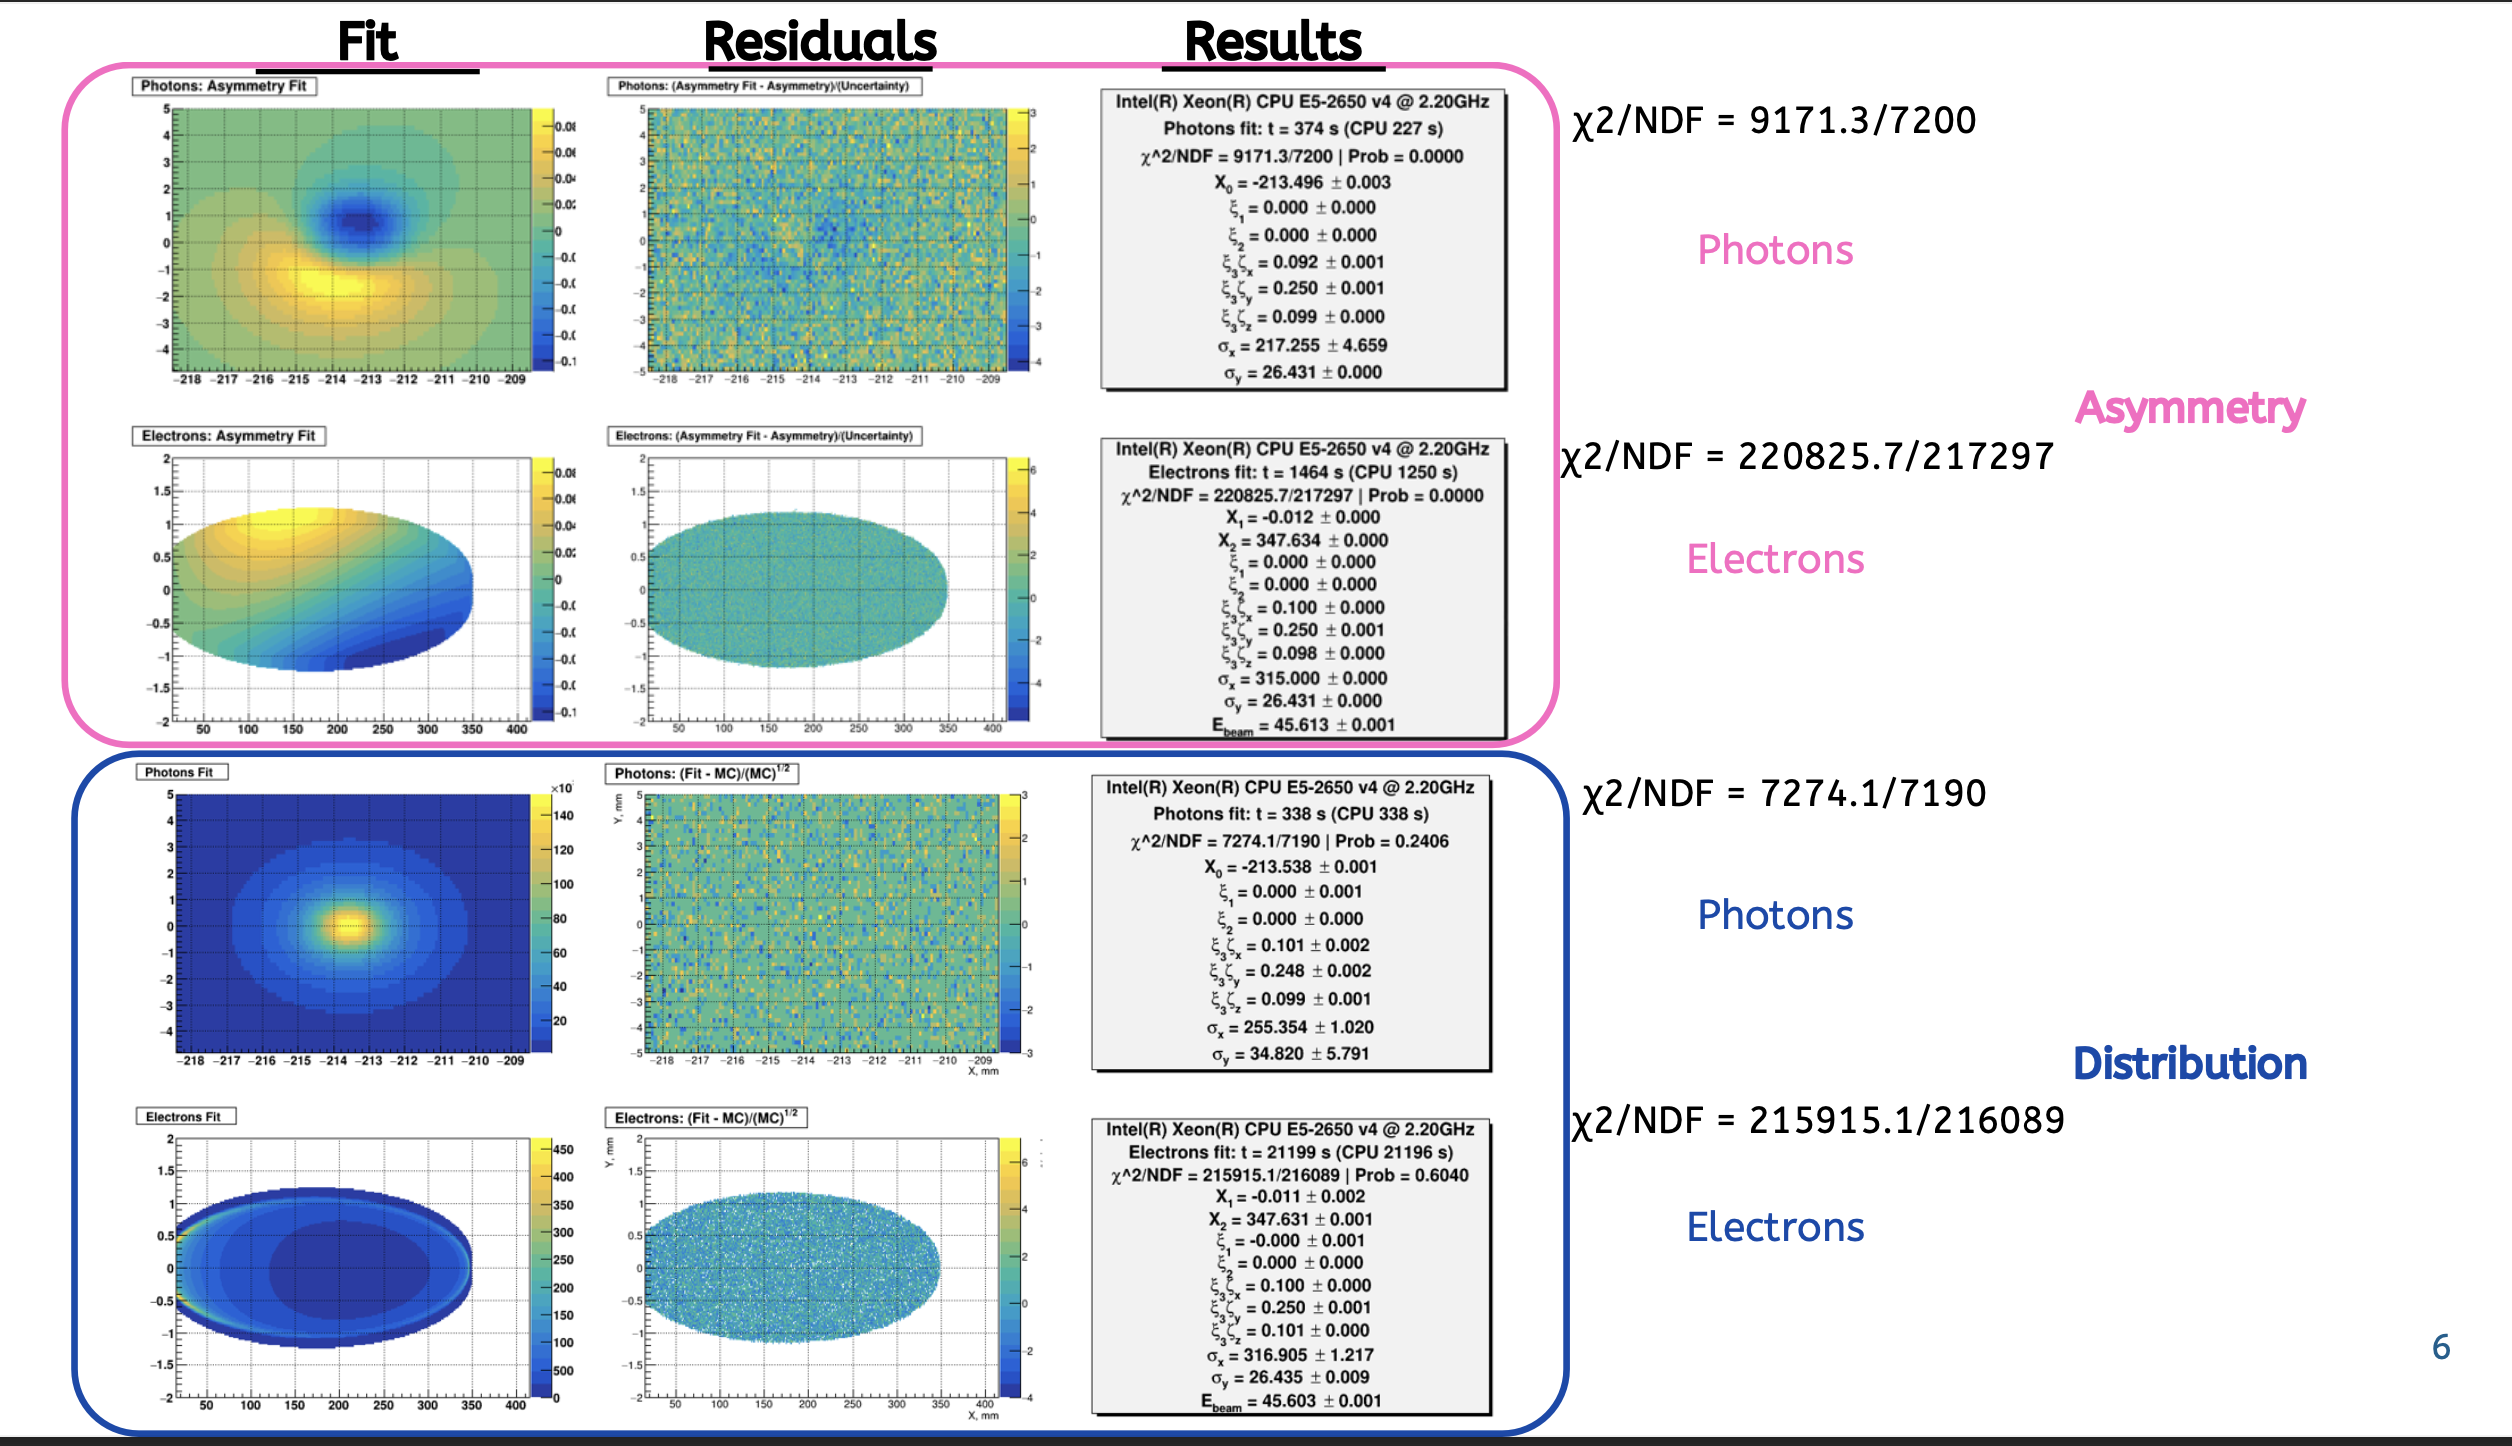 Fit
Residuals
Results
Photons: Asymmetry Fit
Photons: (Asymmetry Fit - Asymmetry)/(Uncertainty)
Intel(R) Xeon(R) CPU E5-2650 v4 @ 2.20GHz
Photons fit: t = 374 s (CPU 227 s)
χ^2/NDF = 9171.3/7200 | Prob = 0.0000
X0 = -213.496 ± 0.003
ξ1 = 0.000 ± 0.000
ξ2 = 0.000 ± 0.000
ξ3ζx = 0.092 ± 0.001
ξ3ζy = 0.250 ± 0.001
ξ3ζz = 0.099 ± 0.000
σx = 217.255 ± 4.659
σy = 26.431 ± 0.000
χ2/NDF = 9171.3/7200
Photons
Asymmetry
Electrons: Asymmetry Fit
Electrons: (Asymmetry Fit - Asymmetry)/(Uncertainty)
Intel(R) Xeon(R) CPU E5-2650 v4 @ 2.20GHz
Electrons fit: t = 1464 s (CPU 1250 s)
χ^2/NDF = 220825.7/217297 | Prob = 0.0000
X1 = -0.012 ± 0.000
X2 = 347.634 ± 0.000
ξ1 = 0.000 ± 0.000
ξ2 = 0.000 ± 0.000
ξ3ζx = 0.100 ± 0.000
ξ3ζy = 0.250 ± 0.001
ξ3ζz = 0.098 ± 0.000
σx = 315.000 ± 0.000
σy = 26.431 ± 0.000
Ebeam = 45.613 ± 0.001
χ2/NDF = 220825.7/217297
Electrons
Photons Fit
Photons: (Fit - MC)/(MC)^1/2
Y, mm
X, mm
Intel(R) Xeon(R) CPU E5-2650 v4 @ 2.20GHz
Photons fit: t = 338 s (CPU 338 s)
χ^2/NDF = 7274.1/7190 | Prob = 0.2406
X0 = -213.538 ± 0.001
ξ1 = 0.000 ± 0.001
ξ2 = 0.000 ± 0.000
ξ3ζx = 0.101 ± 0.002
ξ3ζy = 0.248 ± 0.002
ξ3ζz = 0.099 ± 0.001
σx = 255.354 ± 1.020
σy = 34.820 ± 5.791
χ2/NDF = 7274.1/7190
Photons
Distribution
Electrons Fit
Electrons: (Fit - MC)/(MC)^1/2
Y, mm
X, mm
Intel(R) Xeon(R) CPU E5-2650 v4 @ 2.20GHz
Electrons fit: t = 21199 s (CPU 21196 s)
χ^2/NDF = 215915.1/216089 | Prob = 0.6040
X1 = -0.011 ± 0.002
X2 = 347.631 ± 0.001
ξ1 = -0.000 ± 0.001
ξ2 = 0.000 ± 0.000
ξ3ζx = 0.100 ± 0.000
ξ3ζy = 0.250 ± 0.001
ξ3ζz = 0.101 ± 0.000
σx = 316.905 ± 1.217
σy = 26.435 ± 0.009
Ebeam = 45.603 ± 0.001
χ2/NDF = 215915.1/216089
Electrons
6